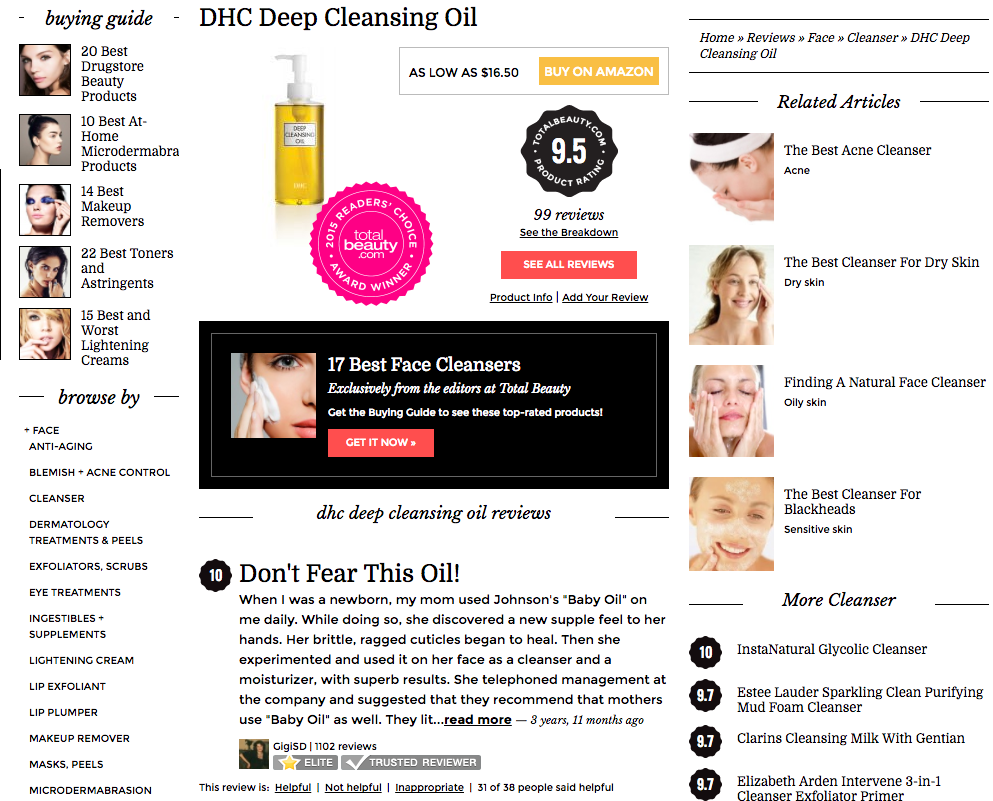 buying guide
20 Best
Drugstore
Beauty
Products
10 Best At-
Home
Microdermabra
Products
14 Best
Makeup
Removers
22 Best Toners
and
Astringents
15 Best and
Worst
Lightening
Creams
browse by
+ FACE
ANTI-AGING
BLEMISH + ACNE CONTROL
CLEANSER
DERMATOLOGY
TREATMENTS & PEELS
EXFOLIATORS, SCRUBS
EYE TREATMENTS
INGESTIBLES +
SUPPLEMENTS
LIGHTENING CREAM
LIP EXFOLIANT
LIP PLUMPER
MAKEUP REMOVER
MASKS, PEELS
MICRODERMABRASION
DHC Deep Cleansing Oil
DEEP
CLEANSING
OIL
DHC
2015 READERS' CHOICE
total
beauty
.com
AWARD WINNER
AS LOW AS $16.50
BUY ON AMAZON
TOTALBEAUTY.COM
9.5
PRODUCT RATING
99 reviews
See the Breakdown
SEE ALL REVIEWS
Product Info | Add Your Review
17 Best Face Cleansers
Exclusively from the editors at Total Beauty
Get the Buying Guide to see these top-rated products!
GET IT NOW »
dhc deep cleansing oil reviews
10 Don't Fear This Oil!
When I was a newborn, my mom used Johnson's "Baby Oil" on
me daily. While doing so, she discovered a new supple feel to her
hands. Her brittle, ragged cuticles began to heal. Then she
experimented and used it on her face as a cleanser and a
moisturizer, with superb results. She telephoned management at
the company and suggested that they recommend that mothers
use "Baby Oil" as well. They lit...read more — 3 years, 11 months ago
GigiSD | 1102 reviews
ELITE TRUSTED REVIEWER
This review is: Helpful | Not helpful | Inappropriate | 31 of 38 people said helpful
Home » Reviews » Face » Cleanser » DHC Deep
Cleansing Oil
Related Articles
The Best Acne Cleanser
Acne
The Best Cleanser For Dry Skin
Dry skin
Finding A Natural Face Cleanser
Oily skin
The Best Cleanser For
Blackheads
Sensitive skin
More Cleanser
10 InstaNatural Glycolic Cleanser
9.7 Estee Lauder Sparkling Clean Purifying
Mud Foam Cleanser
9.7 Clarins Cleansing Milk With Gentian
9.7 Elizabeth Arden Intervene 3-in-1
Cleanser Exfoliator Primer